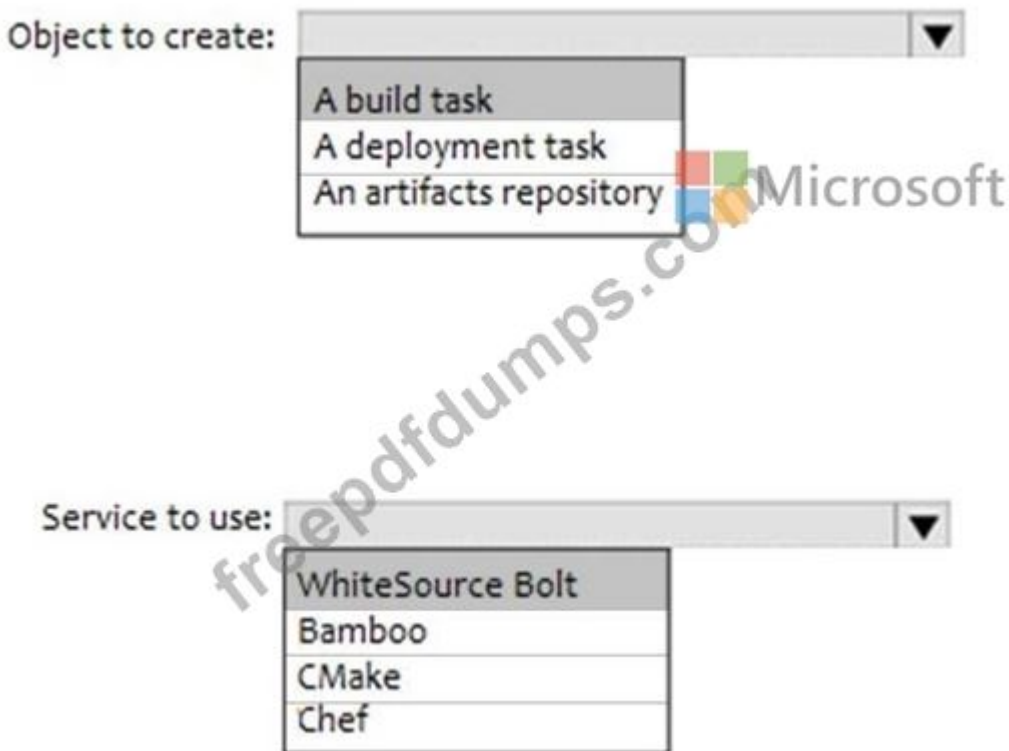 Object to create:
A build task
A deployment task
An artifacts repository
Microsoft
freepdfdumps.com
Service to use:
WhiteSource Bolt
Bamboo
CMake
Chef